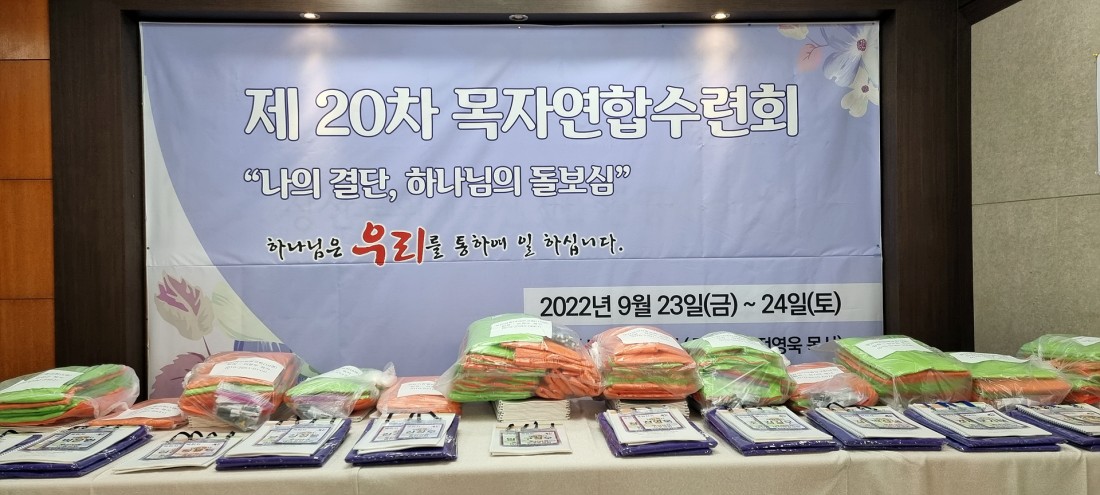 제 20차 목자연합수련회
“나의 결단, 하나님의 돌보심”
하나님은 우리를 통하여 일 하십니다.
2022년 9월 23일(금) ~ 24일(토)